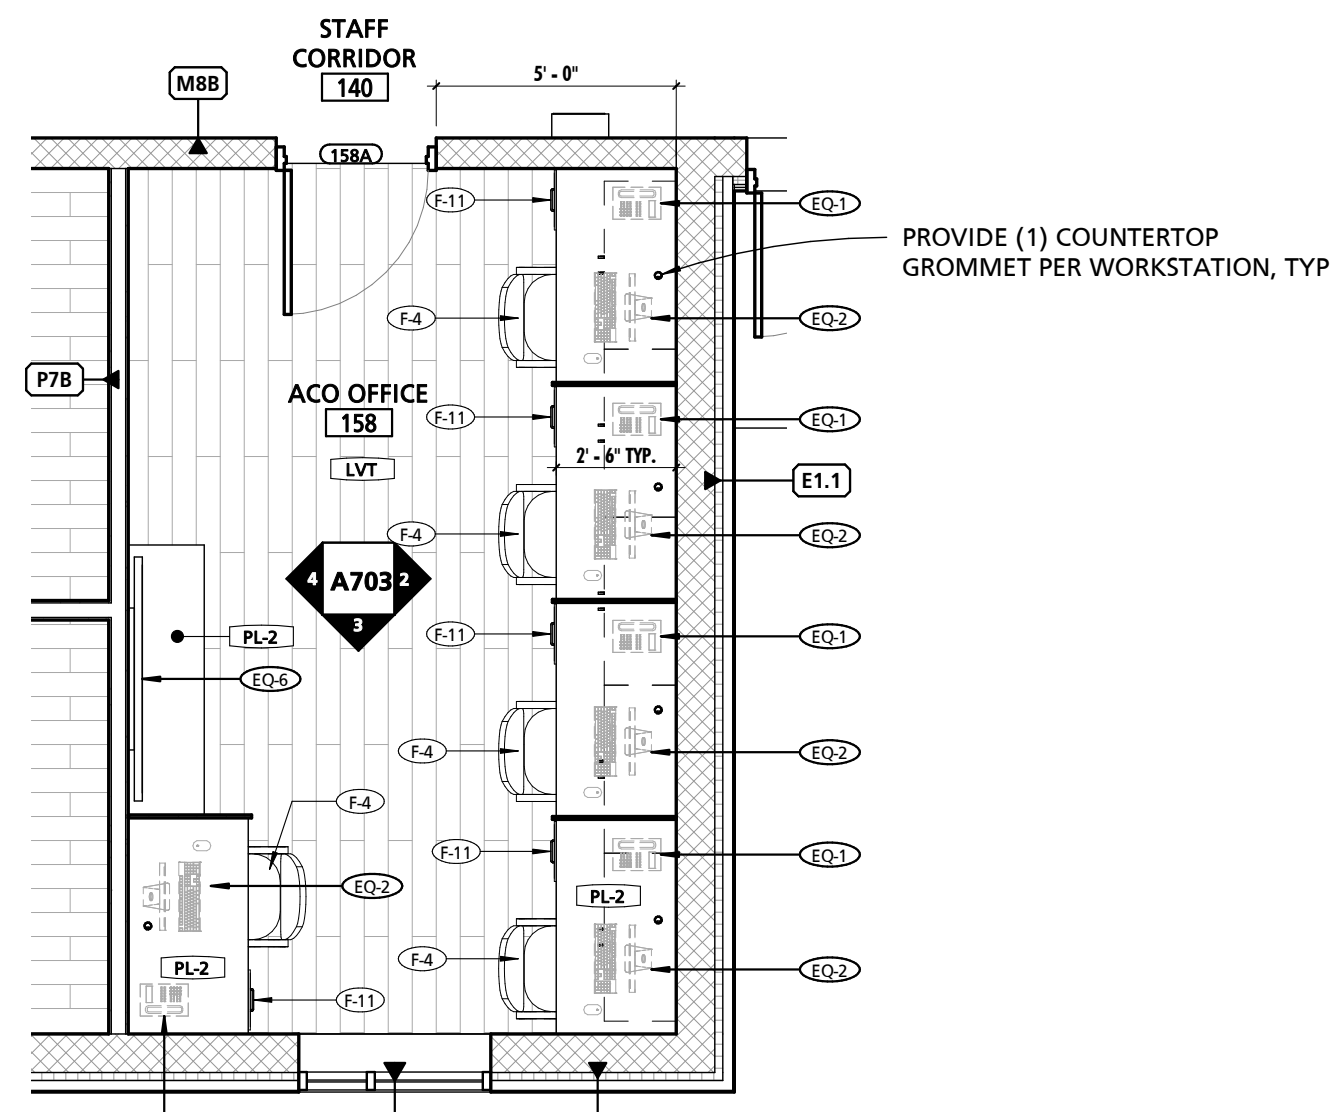 STAFF
CORRIDOR
140
5' - 0"
M8B
158A
F-11
EQ-1
PROVIDE (1) COUNTERTOP
GROMMET PER WORKSTATION, TYP
F-4
EQ-2
P7B
ACO OFFICE
158
F-11
EQ-1
LVT
2' - 6" TYP.
E1.1
F-4
EQ-2
4
A703
2
3
PL-2
F-11
EQ-1
EQ-6
F-4
EQ-2
F-4
F-11
EQ-1
EQ-2
PL-2
F-4
EQ-2
PL-2
F-11